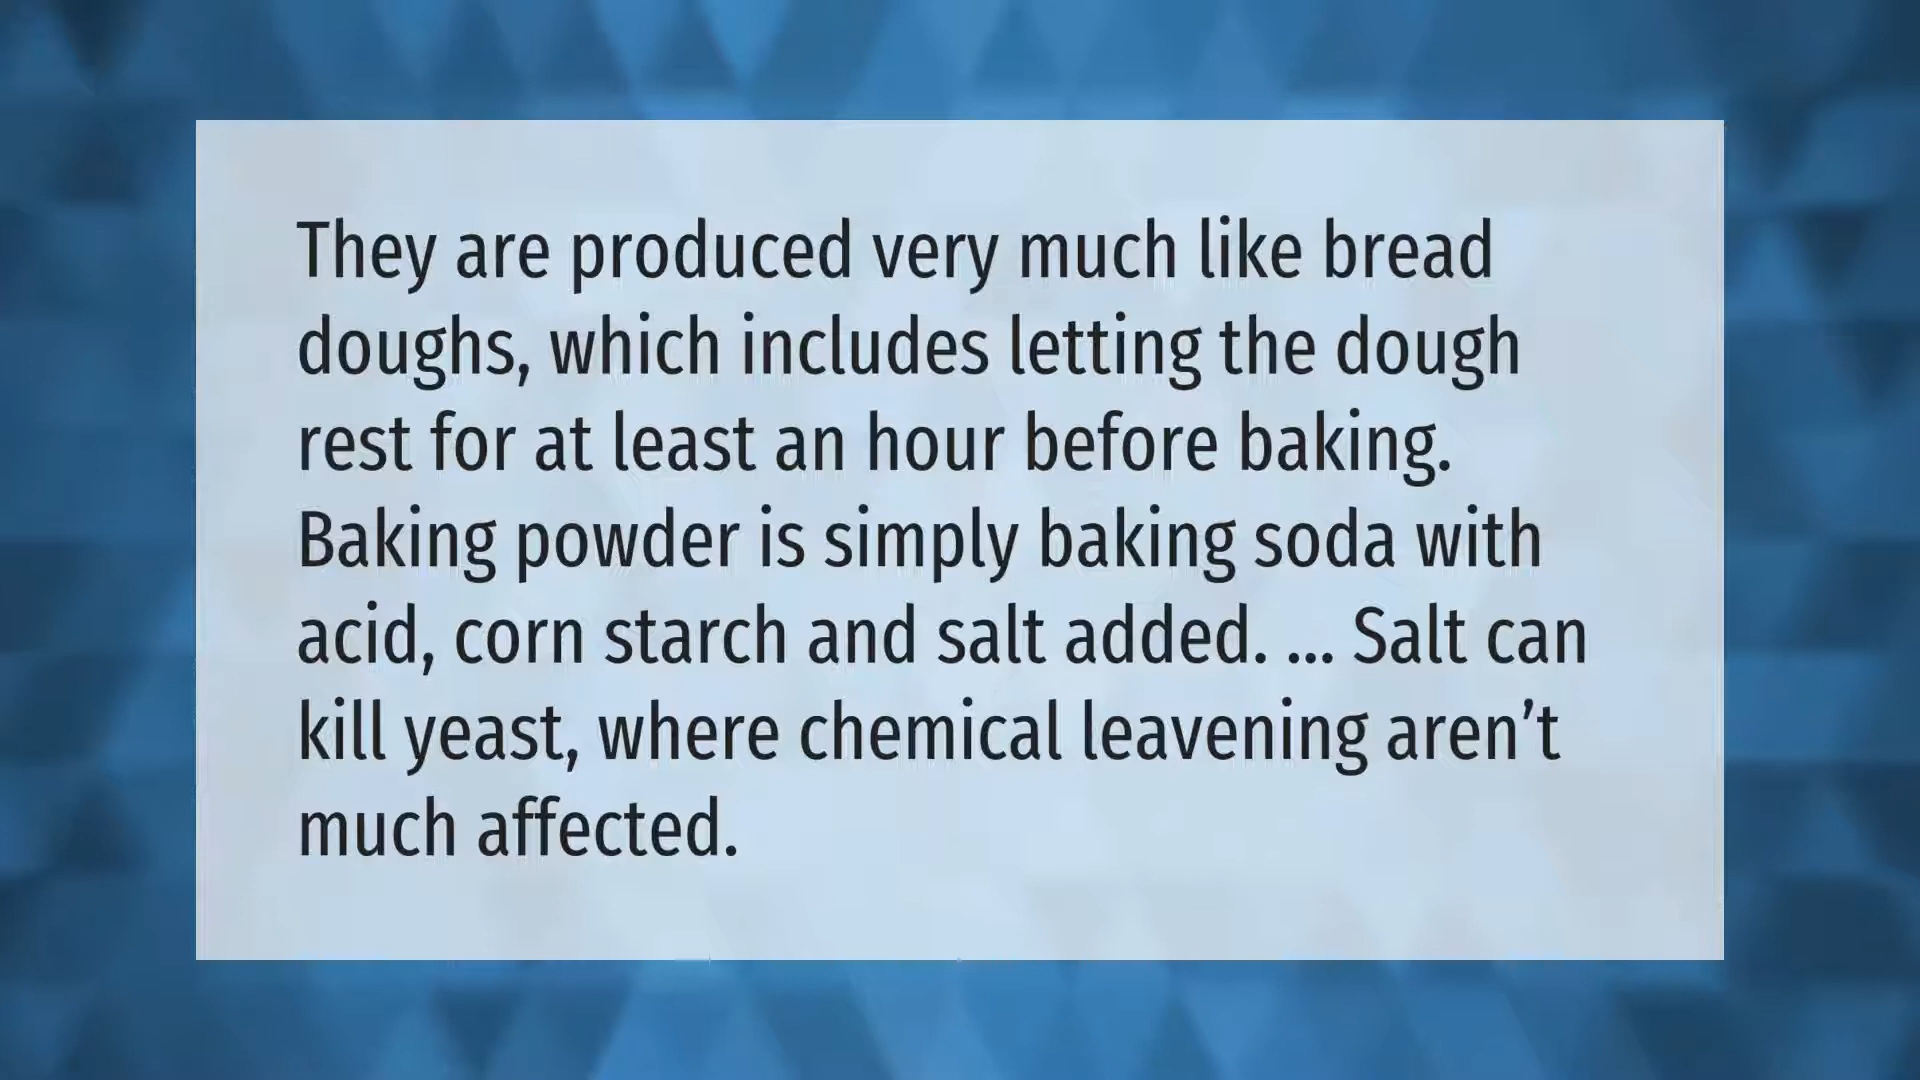 They are produced very much like bread
doughs, which includes letting the dough
rest for at least an hour before baking.
Baking powder is simply baking soda with
acid, corn starch and salt added. ... Salt can
kill yeast, where chemical leavening aren’t
much affected.